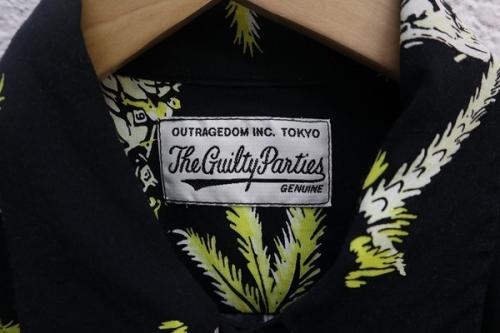 OUTRAGEDOM INC. TOKYO
The Guilty Parties
GENUINE